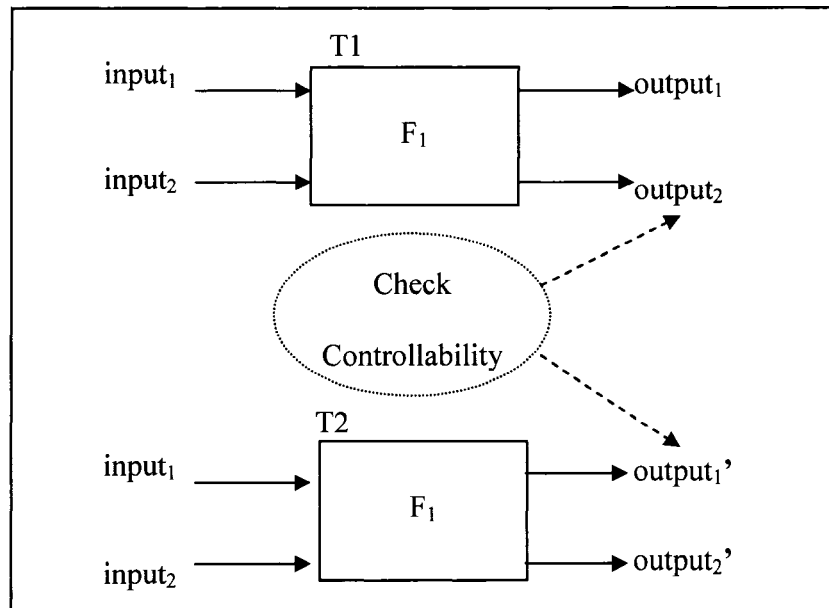 T1
input₁
output₁
F₁
input₂
output₂
Check
Controllability
T2
input₁
output₁’
F₁
input₂
output₂’